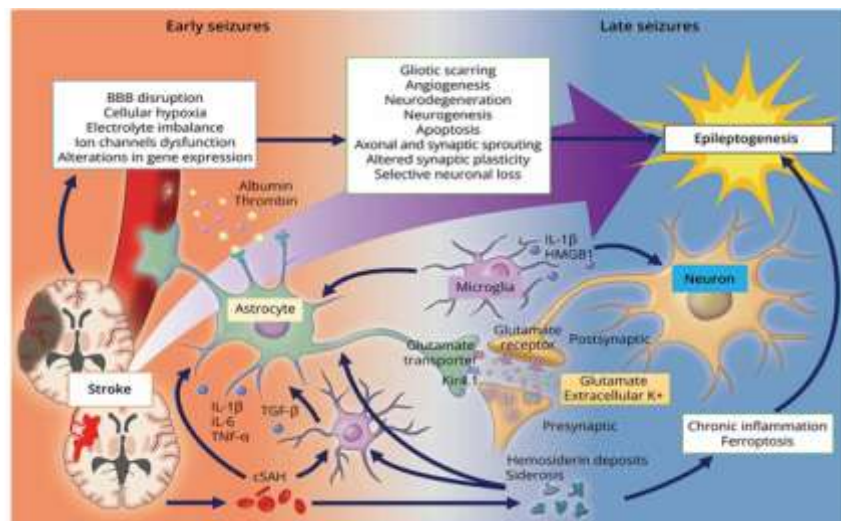 Early seizures
Late seizures
BBB disruption
Cellular hypoxia
Electrolyte imbalance
Ion channels dysfunction
Alterations in gene expression
Gliotic scarring
Angiogenesis
Neurodegeneration
Neurogenesis
Apoptosis
Axonal and synaptic sprouting
Altered synaptic plasticity
Selective neuronal loss
Epileptogenesis
Albumin
Thrombin
IL-1β
HMGB1
Microglia
Neuron
Astrocyte
Glutamate
transporter
Glutamate
receptor
Postsynaptic
Kir4.1
Glutamate
Extracellular K+
Stroke
IL-1β
IL-6
TNF-α
TGF-β
Presynaptic
Chronic inflammation
Ferroptosis
cSAH
Hemosiderin deposits
Siderosis